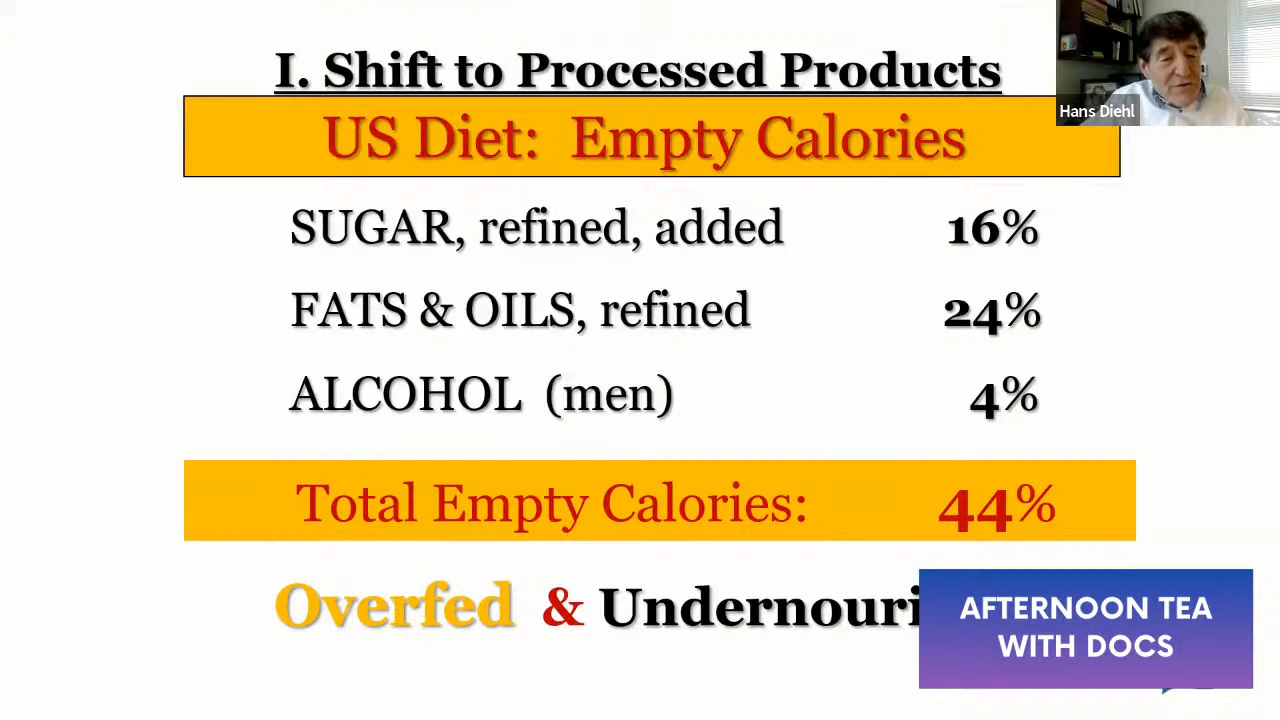 I. Shift to Processed Products
Hans Diehl
US Diet: Empty Calories
SUGAR, refined, added 16%
FATS & OILS, refined 24%
ALCOHOL (men) 4%
Total Empty Calories: 44%
Overfed &
AFTERNOON TEA
WITH DOCS